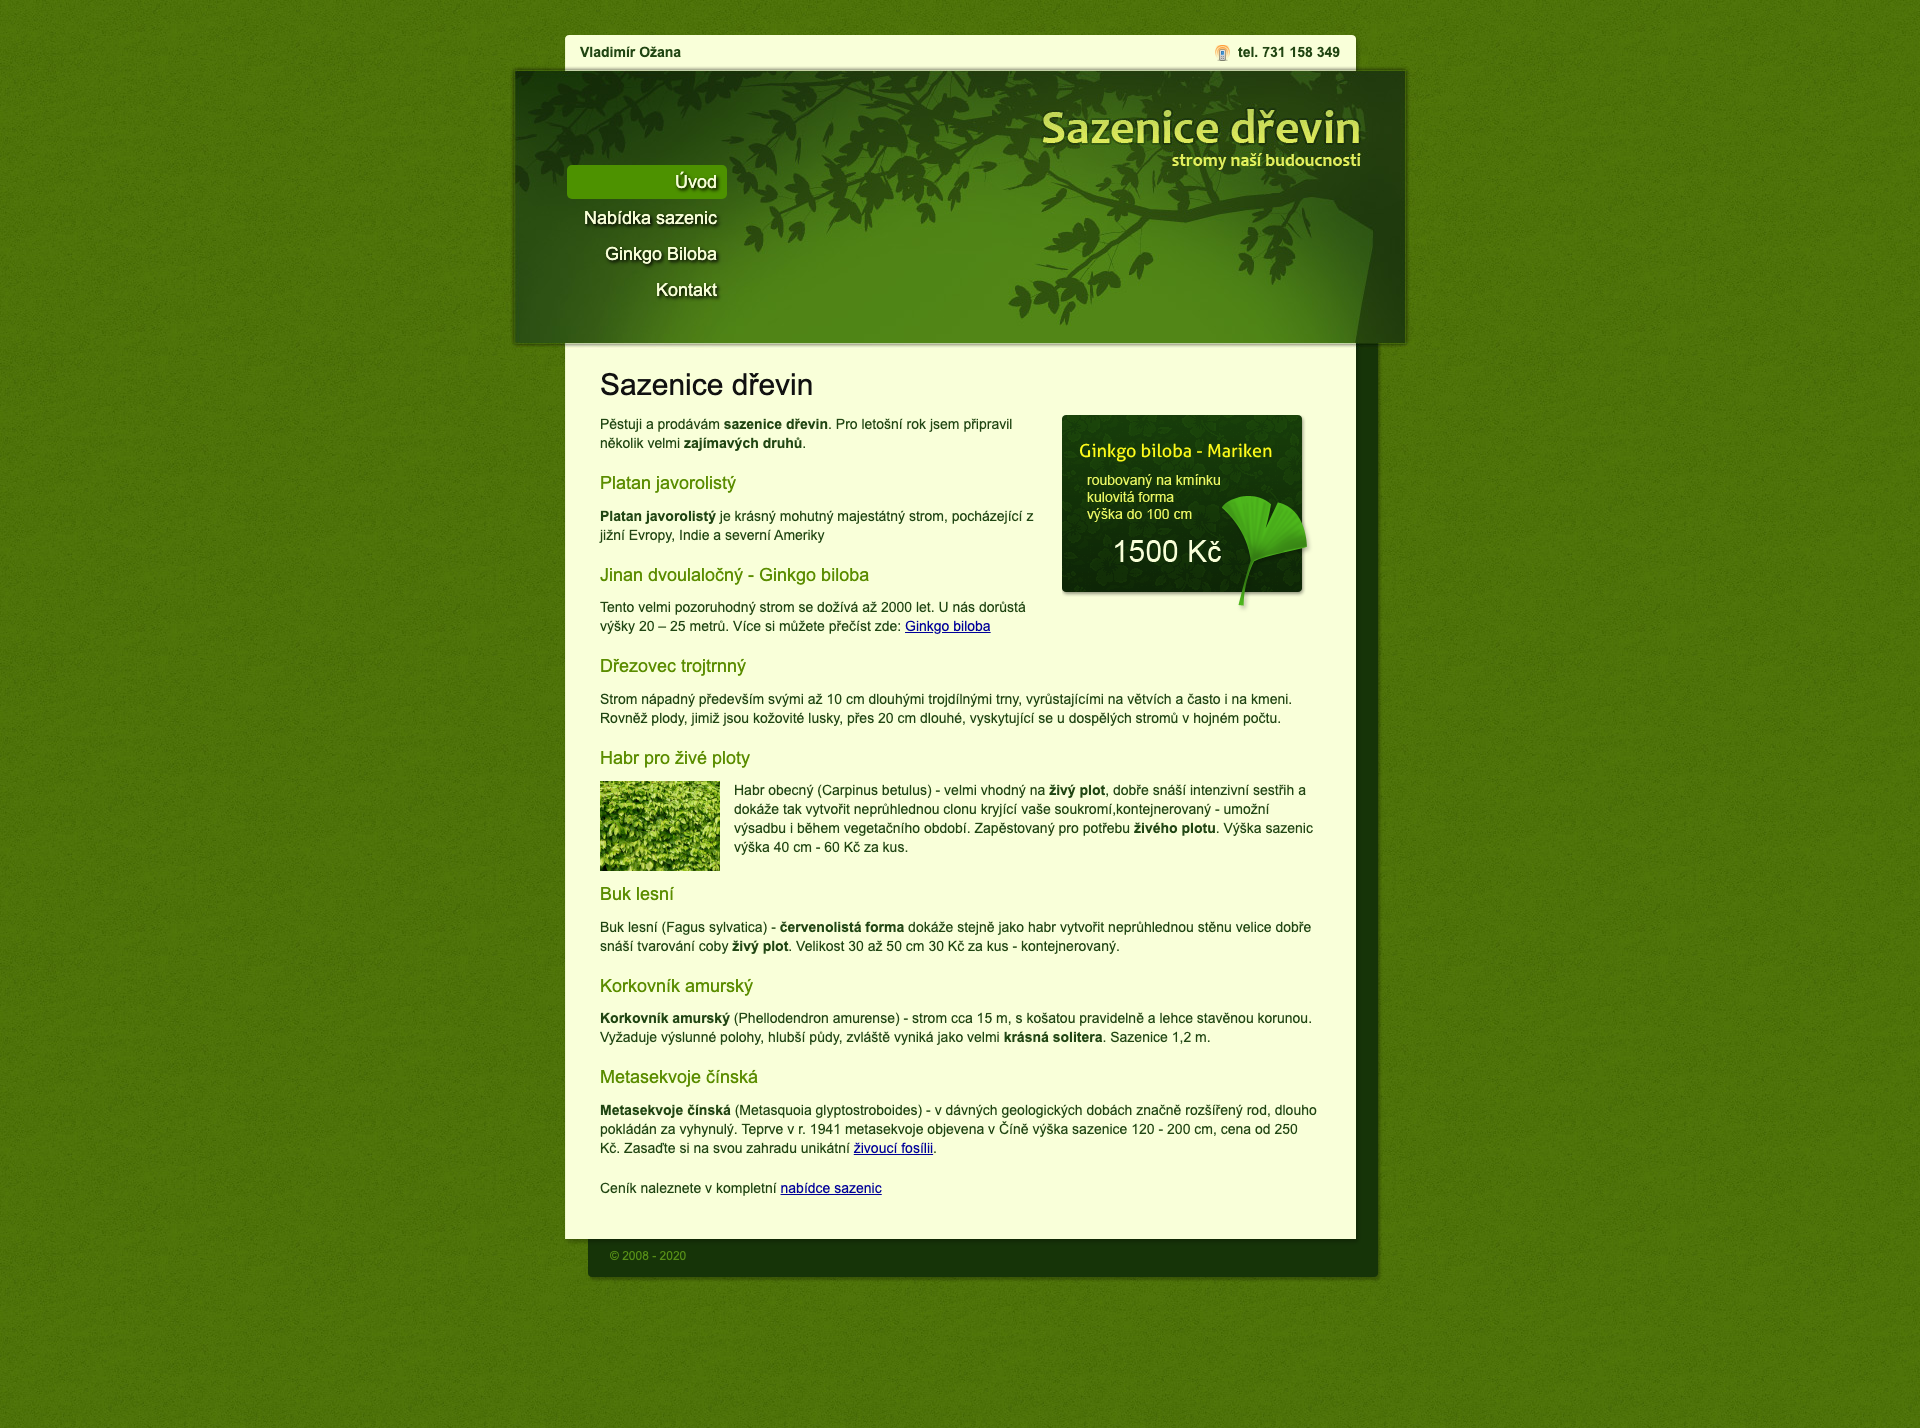 Vladimír Ožana
tel. 731 158 349
Sazenice dřevin
stromy naší budoucnosti
Úvod
Nabídka sazenic
Ginkgo Biloba
Kontakt
Sazenice dřevin
Pěstuji a prodávám sazenice dřevin. Pro letošní rok jsem připravil
několik velmi zajímavých druhů.
Ginkgo biloba - Mariken
roubovaný na kmínku
kulovitá forma
výška do 100 cm
1500 Kč
Platan javorolistý
Platan javorolistý je krásný mohutný majestátný strom, pocházející z
jižní Evropy, Indie a severní Ameriky
Jinan dvoulaločný - Ginkgo biloba
Tento velmi pozoruhodný strom se dožívá až 2000 let. U nás dorůstá
výšky 20 – 25 metrů. Více si můžete přečíst zde: Ginkgo biloba
Dřezovec trojtrnný
Strom nápadný především svými až 10 cm dlouhými trojdílnými trny, vyrůstajícími na větvích a často i na kmeni.
Rovněž plody, jimiž jsou kožovité lusky, přes 20 cm dlouhé, vyskytující se u dospělých stromů v hojném počtu.
Habr pro živé ploty
Habr obecný (Carpinus betulus) - velmi vhodný na živý plot, dobře snáší intenzivní sestřih a
dokáže tak vytvořit neprůhlednou clonu kryjící vaše soukromí,kontejnerovaný - umožní
výsadbu i během vegetačního období. Zapěstovaný pro potřebu živého plotu. Výška sazenic
výška 40 cm - 60 Kč za kus.
Buk lesní
Buk lesní (Fagus sylvatica) - červenolistá forma dokáže stejně jako habr vytvořit neprůhlednou stěnu velice dobře
snáší tvarování coby živý plot. Velikost 30 až 50 cm 30 Kč za kus - kontejnerovaný.
Korkovník amurský
Korkovník amurský (Phellodendron amurense) - strom cca 15 m, s košatou pravidelně a lehce stavěnou korunou.
Vyžaduje výslunné polohy, hlubší půdy, zvláště vyniká jako velmi krásná solitera. Sazenice 1,2 m.
Metasekvoje čínská
Metasekvoje čínská (Metasquoia glyptostroboides) - v dávných geologických dobách značně rozšířený rod, dlouho
pokládán za vyhynulý. Teprve v r. 1941 metasekvoje objevena v Číně výška sazenice 120 - 200 cm, cena od 250
Kč. Zasaďte si na svou zahradu unikátní živoucí fosílii.
Ceník naleznete v kompletní nabídce sazenic
© 2008 - 2020